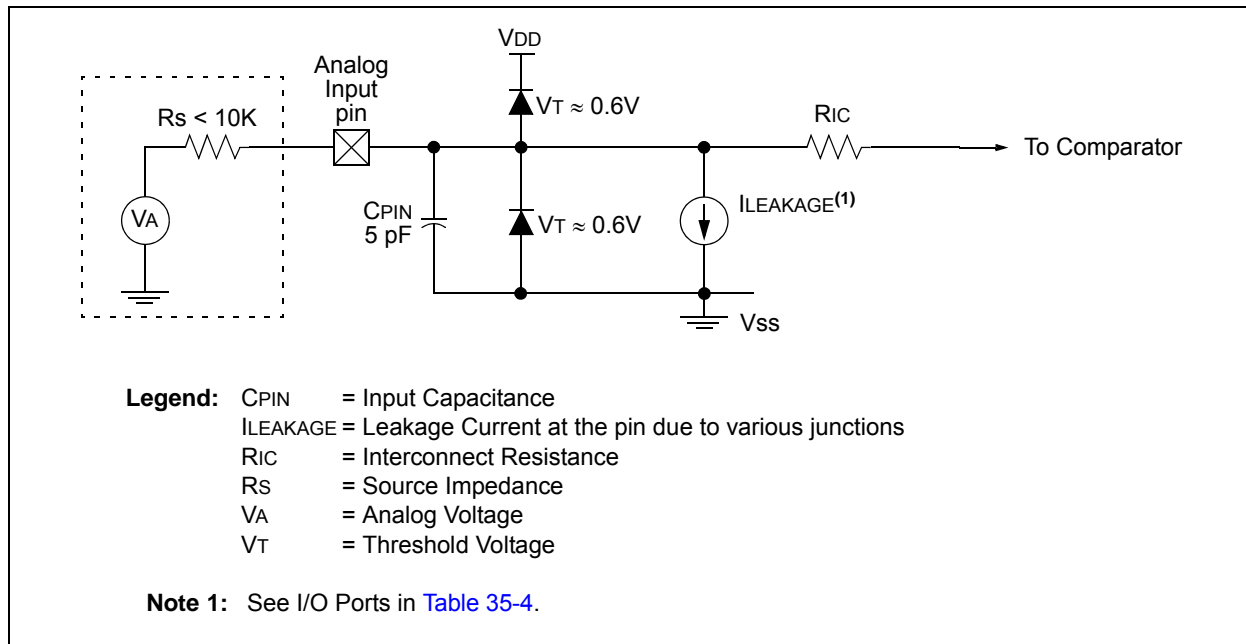 VDD
Analog
Input
pin
Rs < 10K
VT ≈ 0.6V
RIC
To Comparator
VA
CPIN
5 pF
VT ≈ 0.6V
ILEAKAGE(1)
Vss
Legend: CPIN = Input Capacitance
ILEAKAGE = Leakage Current at the pin due to various junctions
RIC = Interconnect Resistance
RS = Source Impedance
VA = Analog Voltage
VT = Threshold Voltage
Note 1: See I/O Ports in Table 35-4.